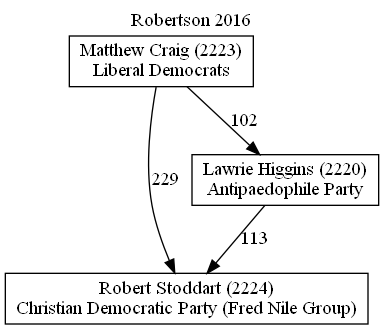 Robertson 2016
Matthew Craig (2223)
Liberal Democrats
102
Lawrie Higgins (2220)
Antipaedophile Party
229
113
Robert Stoddart (2224)
Christian Democratic Party (Fred Nile Group)